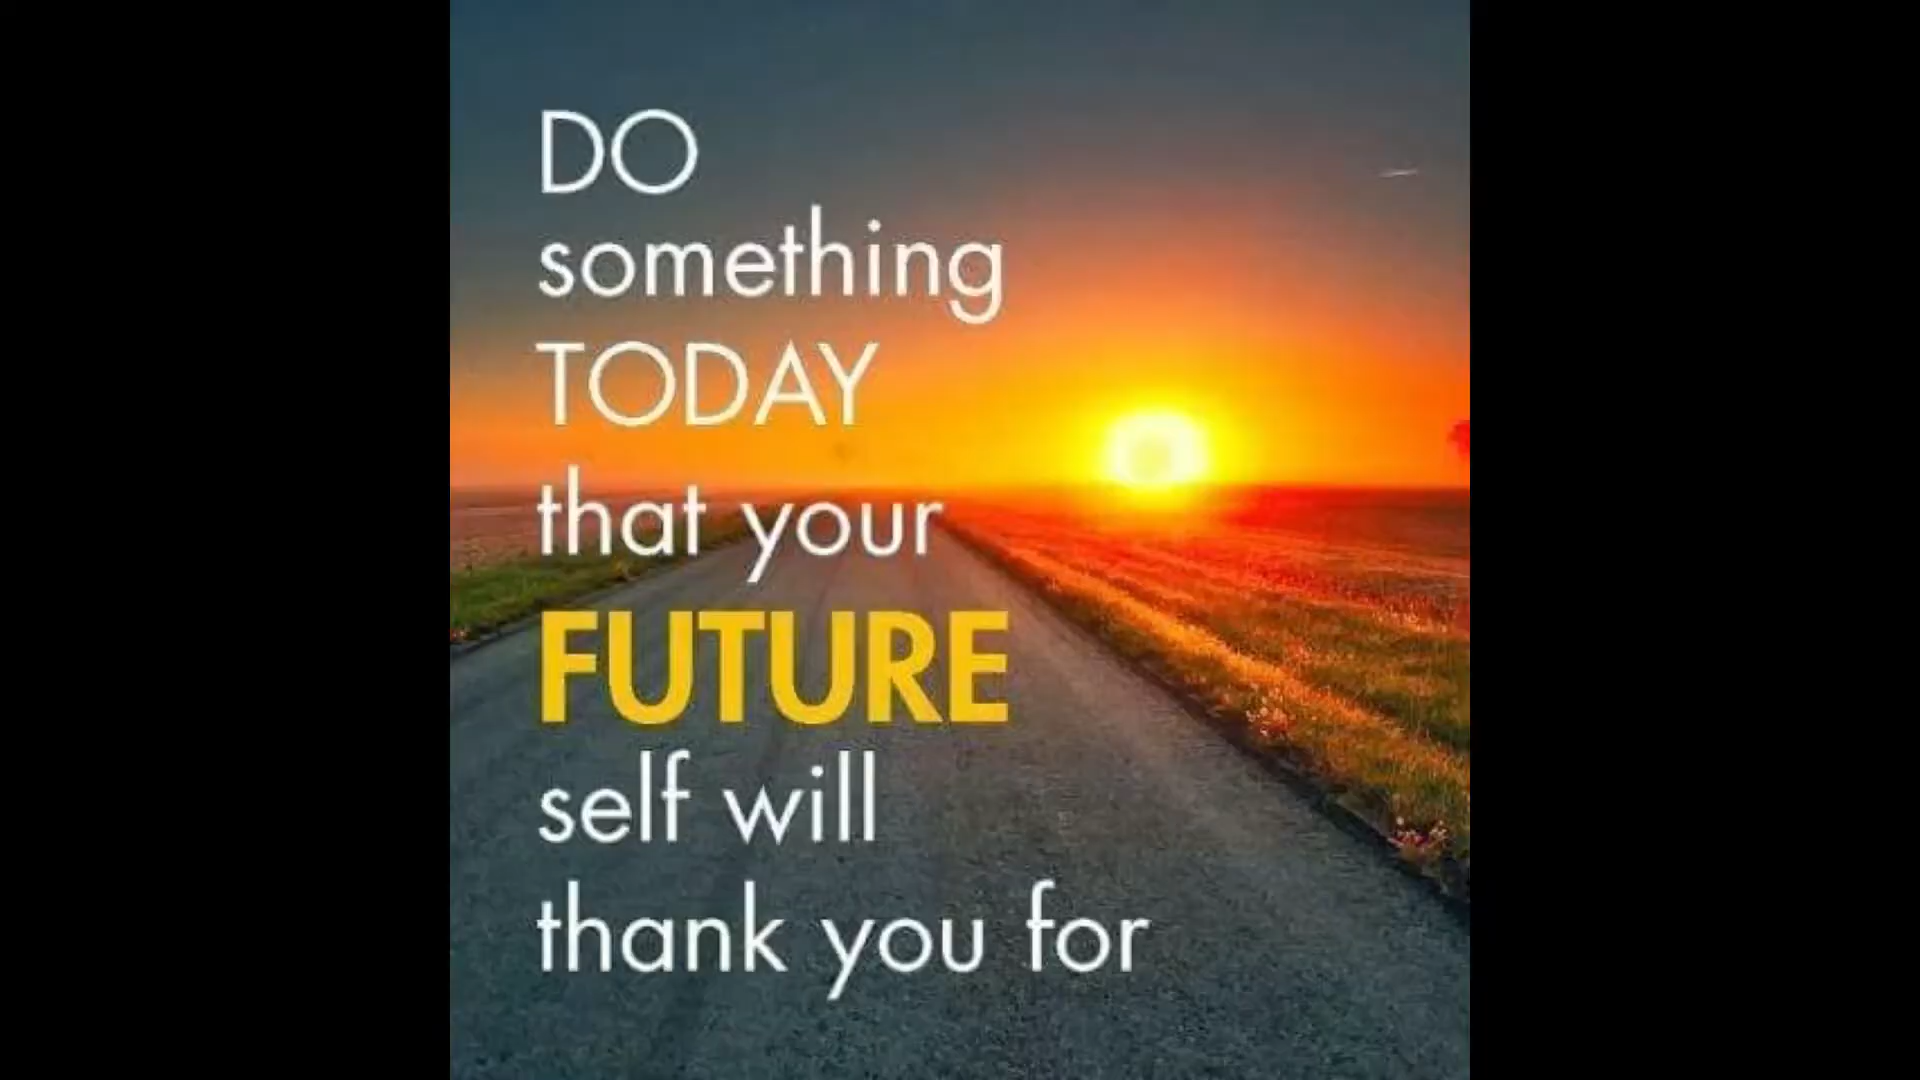 DO
something
TODAY
that your
FUTURE
self will
thank you for